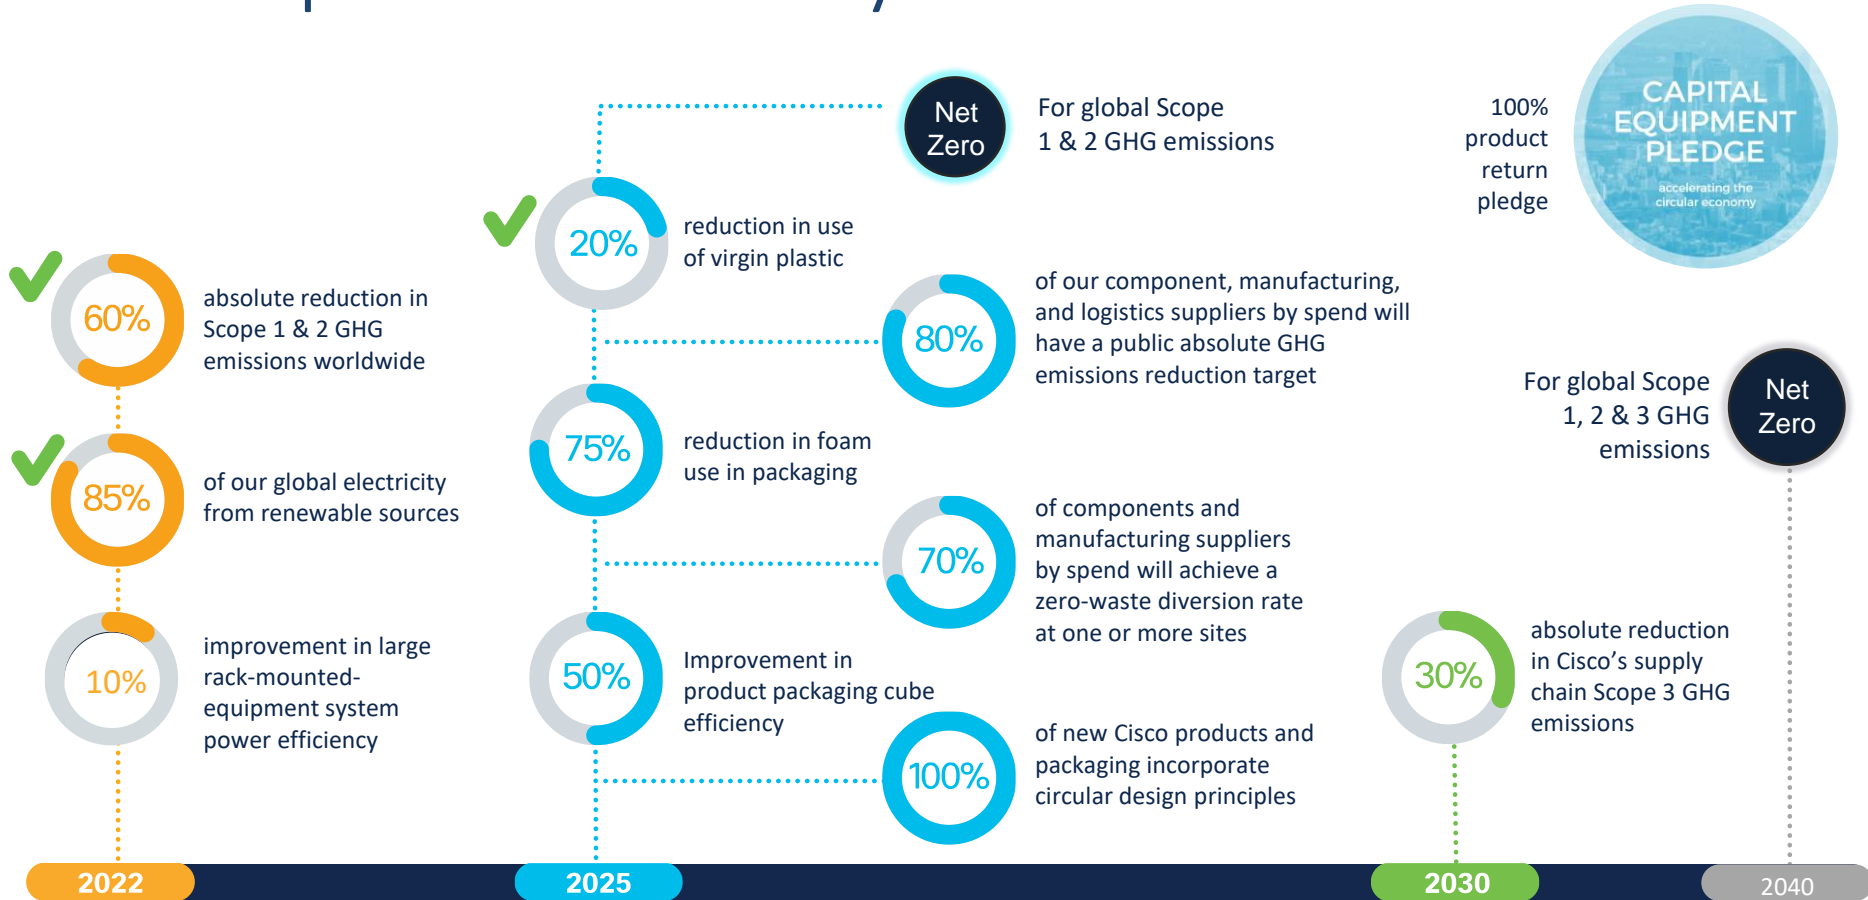 Net
Zero
For global Scope
1 & 2 GHG emissions
100%
product
return
pledge
CAPITAL
EQUIPMENT
PLEDGE
accelerating the
circular economy
20%
reduction in use
of virgin plastic
60%
absolute reduction in
Scope 1 & 2 GHG
emissions worldwide
80%
of our component, manufacturing,
and logistics suppliers by spend will
have a public absolute GHG
emissions reduction target
For global Scope
1, 2 & 3 GHG
emissions
Net
Zero
75%
reduction in foam
use in packaging
85%
of our global electricity
from renewable sources
70%
of components and
manufacturing suppliers
by spend will achieve a
zero-waste diversion rate
at one or more sites
10%
improvement in large
rack-mounted-
equipment system
power efficiency
50%
Improvement in
product packaging cube
efficiency
30%
absolute reduction
in Cisco’s supply
chain Scope 3 GHG
emissions
100%
of new Cisco products and
packaging incorporate
circular design principles
2022
2025
2030
2040